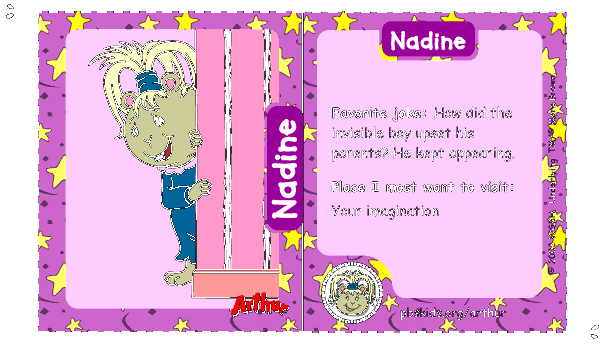 Nadine
Arthur
Nadine
Favorite joke: How did the
invisible boy upset his
parents? He kept appearing.
Place I most want to visit:
Your imagination
pbskids.org/arthur